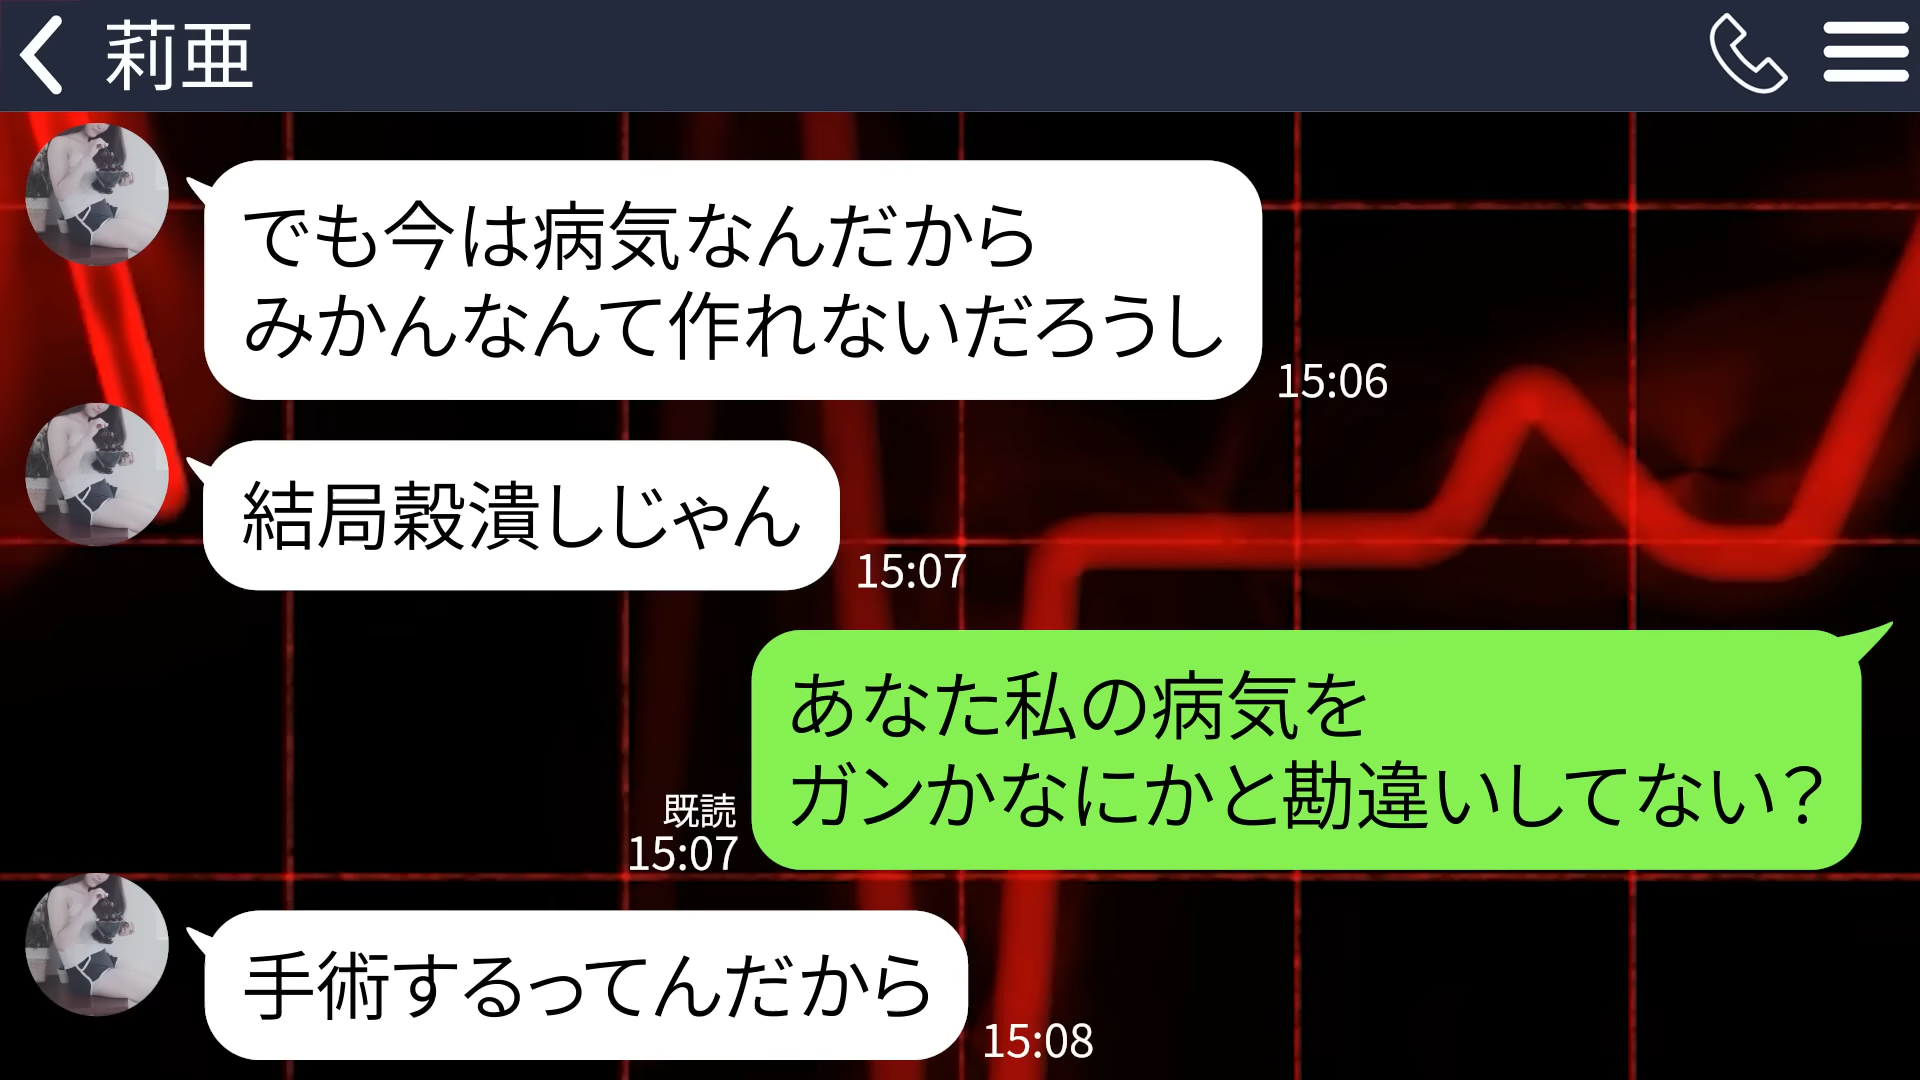 莉亜
でも今は病気なんだから
みかんなんて作れないだろうし
15:06
結局穀潰しじゃん
15:07
あなた私の病気を
ガンかなにかと勘違いしてない？
既読
15:07
手術するってんだから
15:08